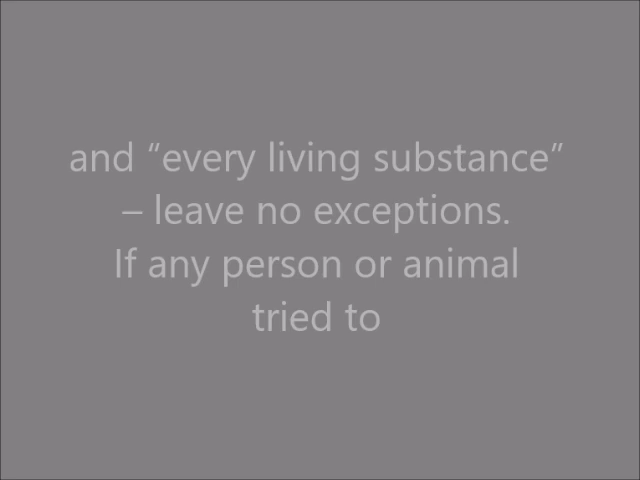 and “every living substance”
– leave no exceptions.
If any person or animal
tried to